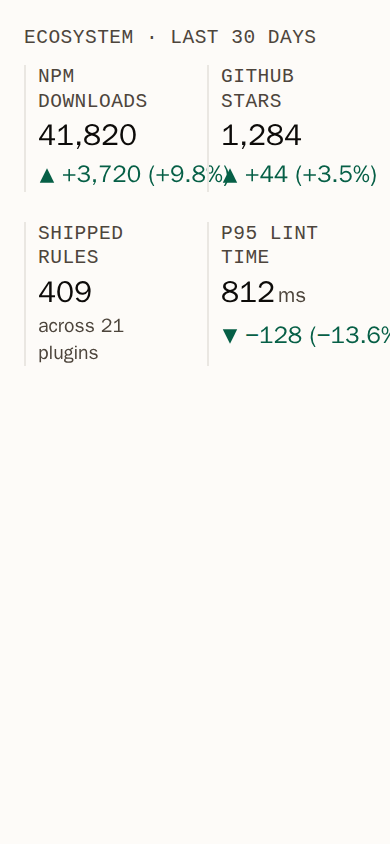 ECOSYSTEM · LAST 30 DAYS
NPM
DOWNLOADS
41,820
▲ +3,720 (+9.8%)
GITHUB
STARS
1,284
▲ +44 (+3.5%)
SHIPPED
RULES
409
across 21
plugins
P95 LINT
TIME
812 ms
▼ −128 (−13.6%